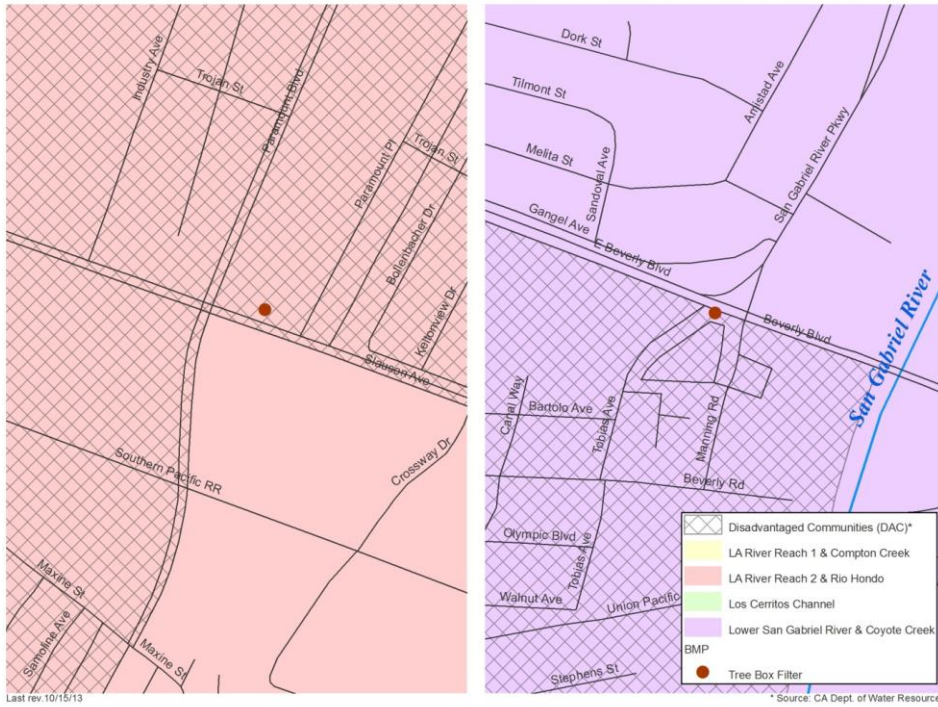 Industry Ave
Trojan St
Paramount Blvd
Paramount Pl
Trojan St
Bollenbacher Dr
Keltonview Dr
Slauson Ave
Southern Pacific RR
Crossway Dr
Maxine St
Samoline Ave
Maxine St
Last rev.10/15/13
Dork St
Tilmont St
Amistad Ave
Melita St
Sandoval Ave
San Gabriel River Pkwy
Gangel Ave
E Beverly Blvd
Beverly Blvd
San Gabriel River
Canal Way
Bartolo Ave
Tobias Ave
Manning Rd
Beverly Rd
Olympic Blvd
Tobias Ave
Walnut Ave
Union Pacific
Stephens St
Disadvantaged Communities (DAC)*
LA River Reach 1 & Compton Creek
LA River Reach 2 & Rio Hondo
Los Cerritos Channel
Lower San Gabriel River & Coyote Creek
BMP
Tree Box Filter
* Source: CA Dept. of Water Resource